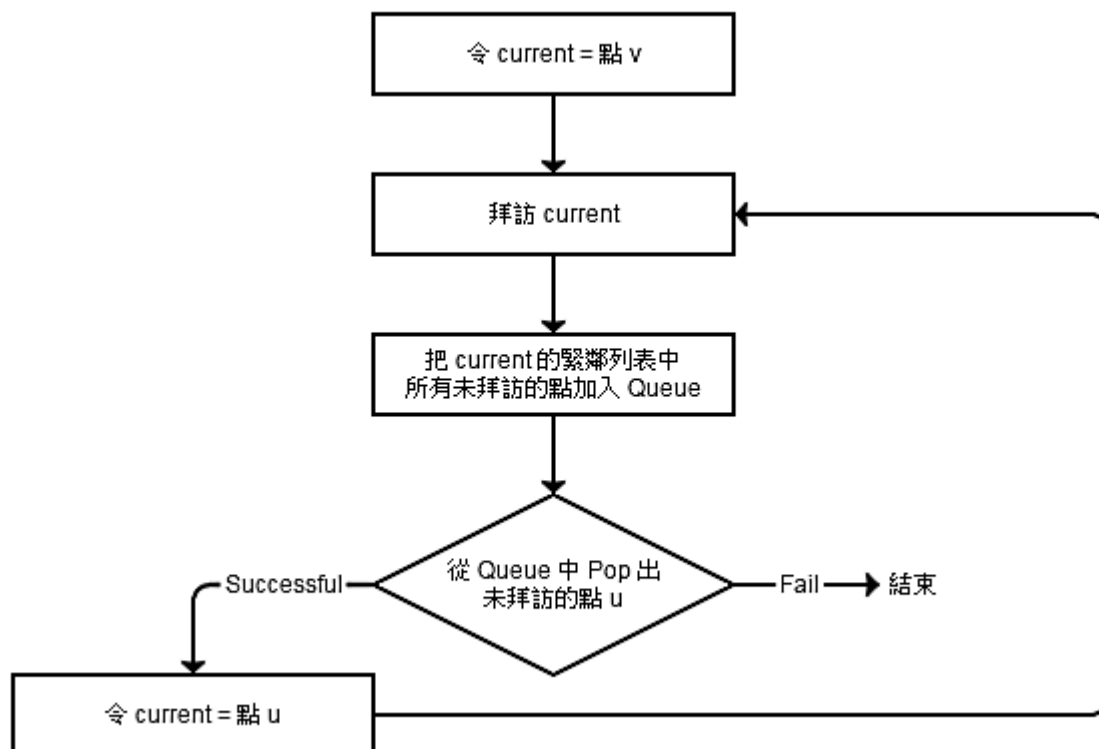 令 current = 點 v
拜訪 current
把 current 的緊鄰列表中
所有未拜訪的點加入 Queue
從 Queue 中 Pop 出
未拜訪的點 u
Successful
Fail
結束
令 current = 點 u